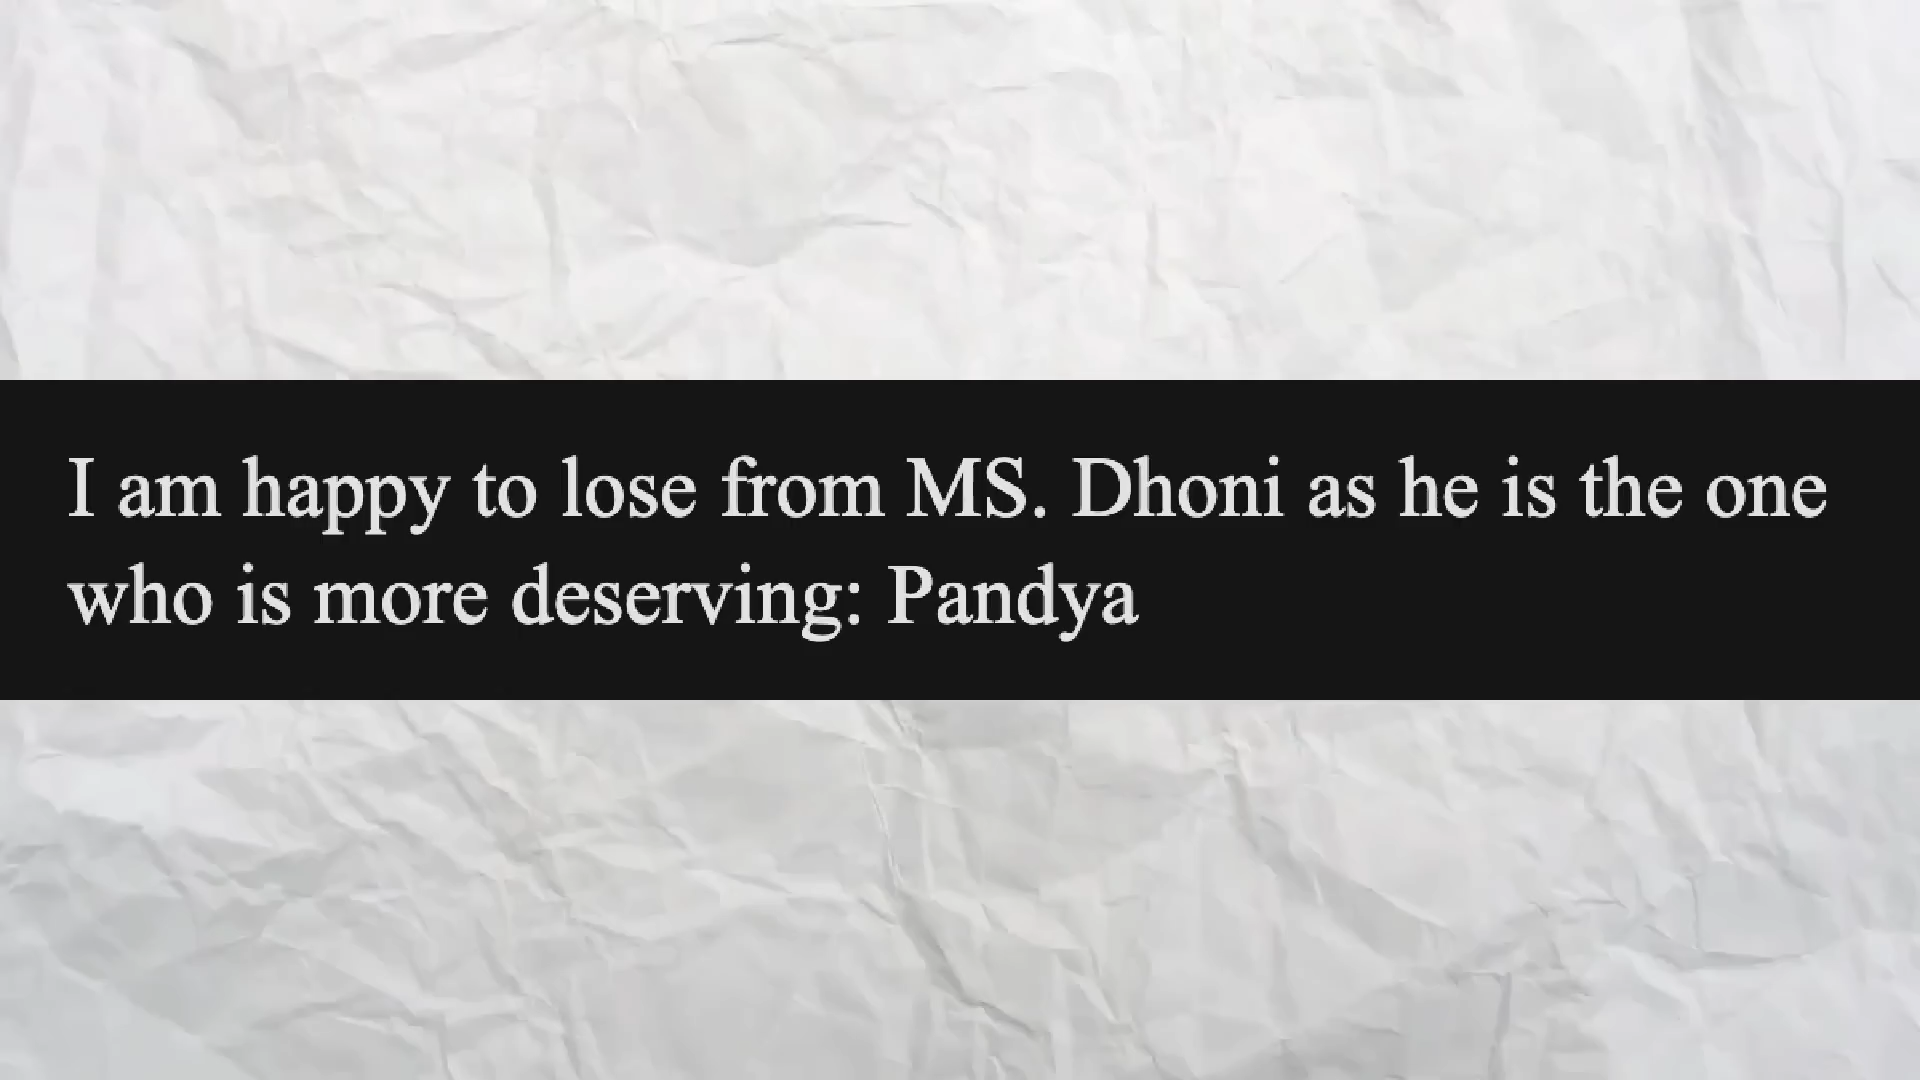 I am happy to lose from MS. Dhoni as he is the one
who is more deserving: Pandya